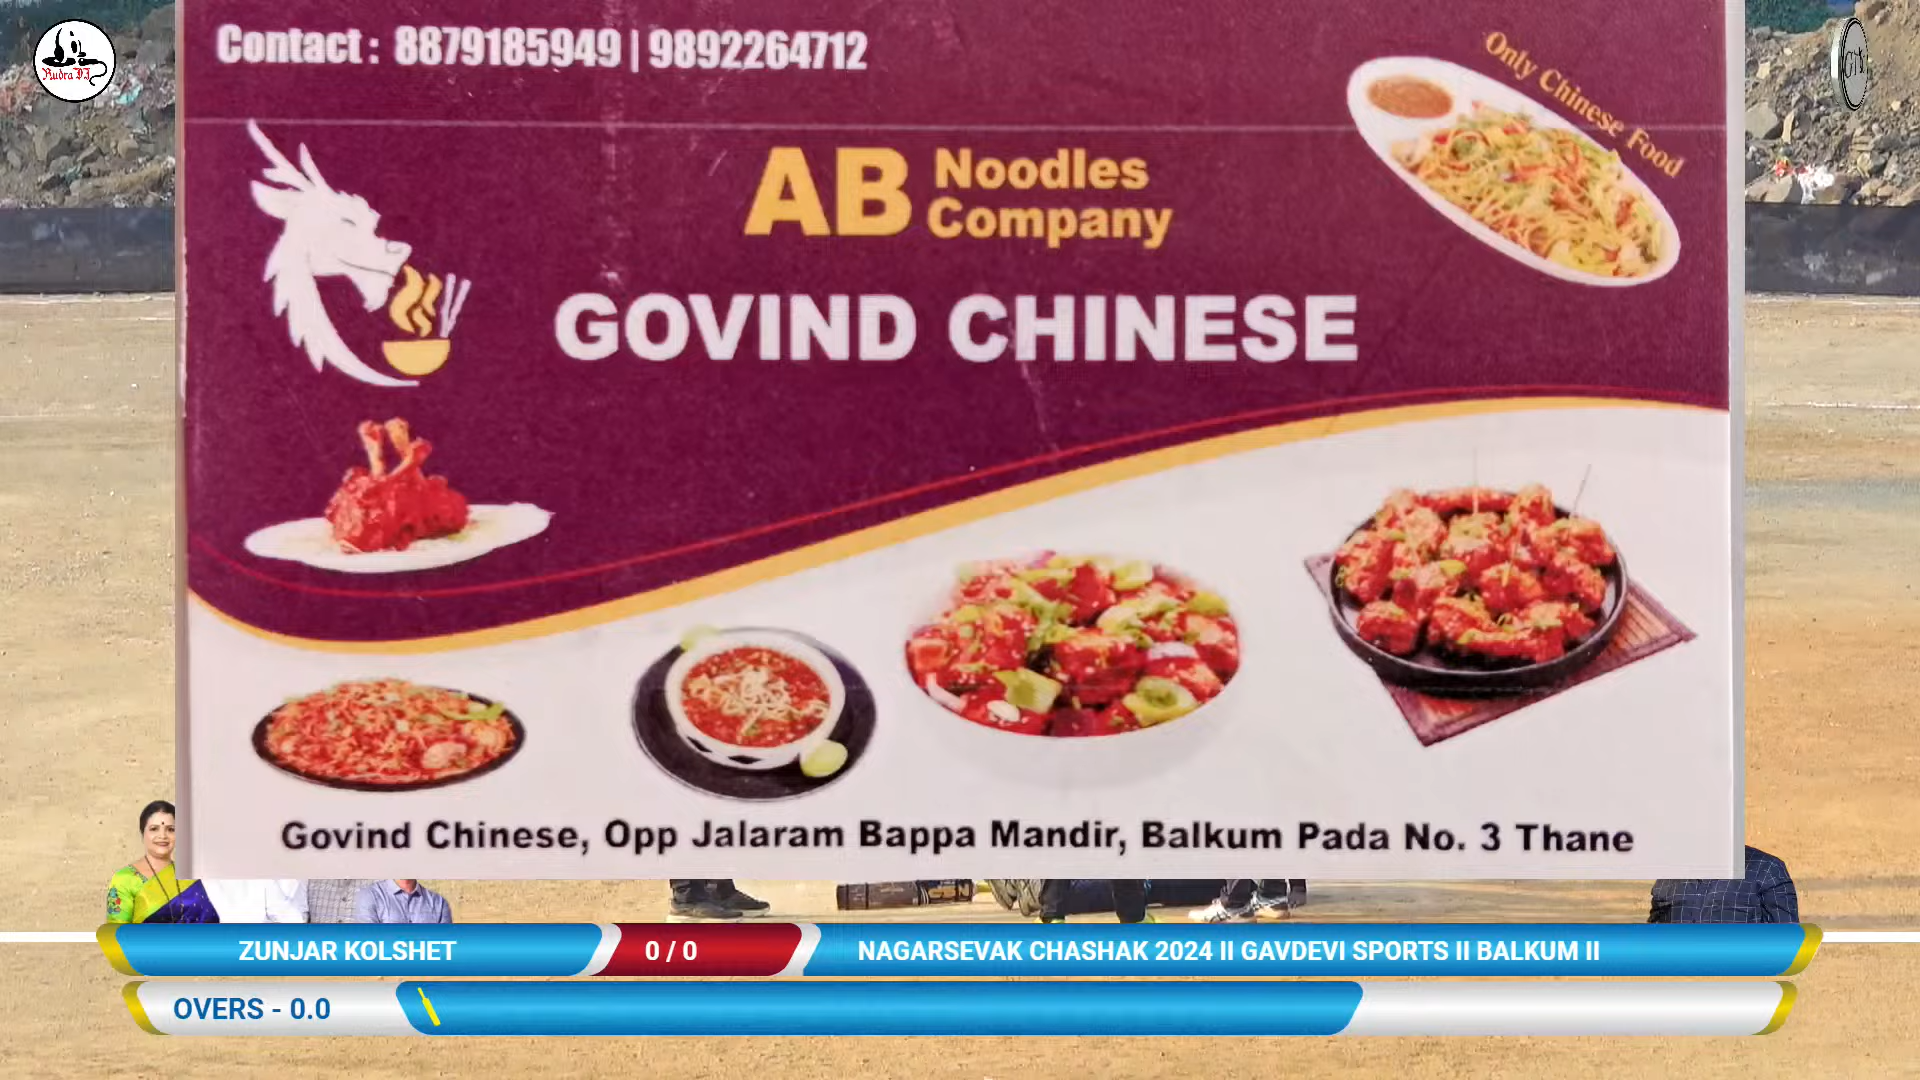 Contact : 8879185949 | 9892264712
Only Chinese Food
AB Noodles Company
GOVIND CHINESE
Govind Chinese, Opp Jalaram Bappa Mandir, Balkum Pada No. 3 Thane
Rudra DJ
ZUNJAR KOLSHET
0 / 0
NAGARSEVAK CHASHAK 2024 II GAVDEVI SPORTS II BALKUM II
OVERS - 0.0